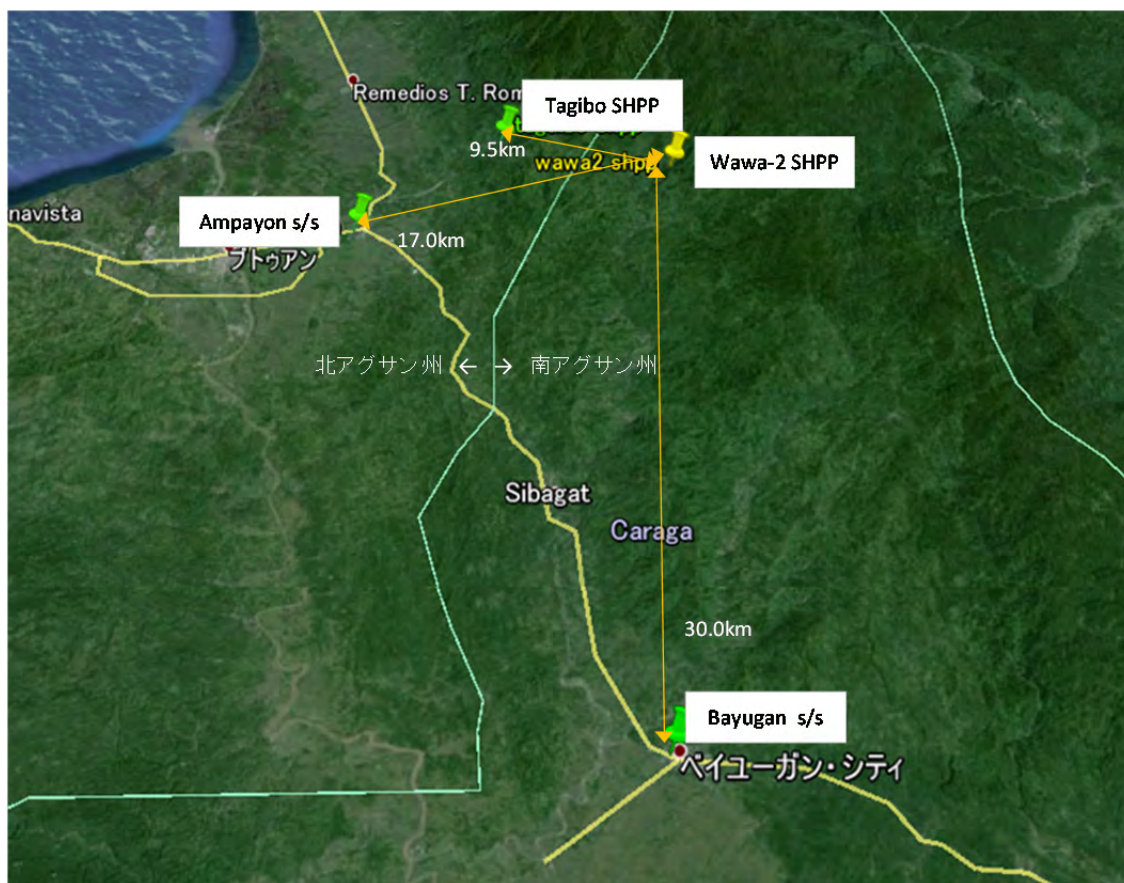 Remedios T. Rom
Tagibo SHPP
9.5km
wawa2 shpp
Wawa-2 SHPP
navista
Ampayon s/s
17.0km
ブトゥアン
北アグサン州 ← → 南アグサン州
Sibagat
Caraga
30.0km
Bayugan s/s
ベイユーガン・シティ